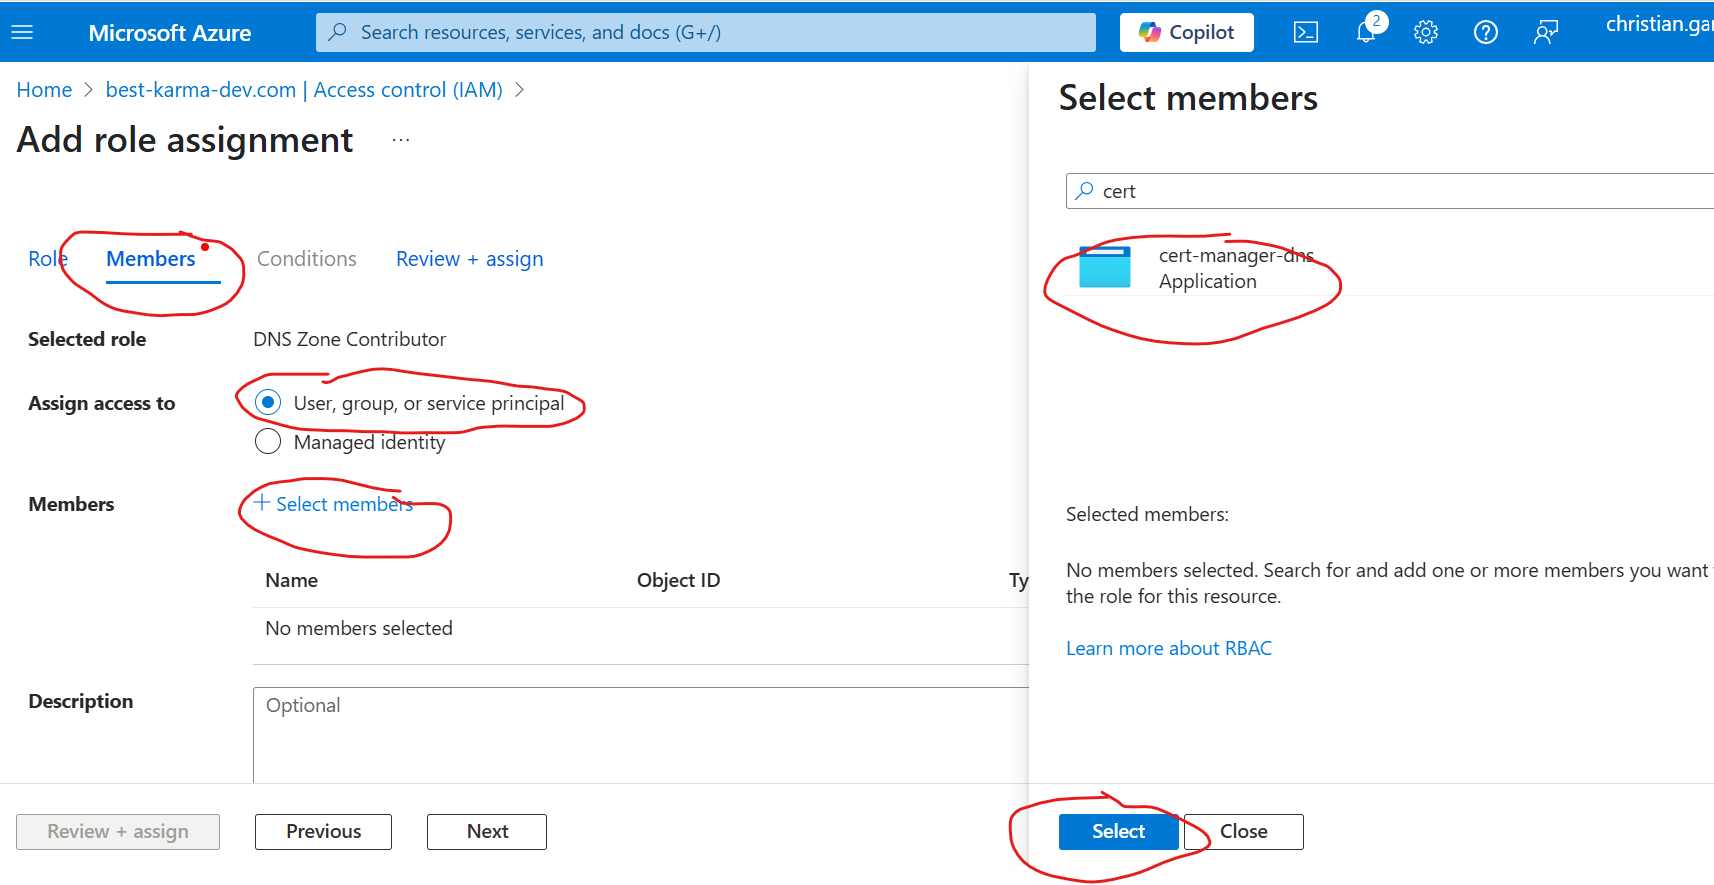 Microsoft Azure
Search resources, services, and docs (G+/)
Copilot
2
Home > best-karma-dev.com | Access control (IAM) >
Add role assignment
...
Role
Members
Conditions
Review + assign
Selected role
DNS Zone Contributor
Assign access to
User, group, or service principal
Managed identity
Members
+ Select members
Name
Object ID
No members selected
Description
Optional
Review + assign
Previous
Next
Select members
cert
cert-manager-dns
Application
Selected members:
No members selected. Search for and add one or more members you want
the role for this resource.
Learn more about RBAC
Select
Close